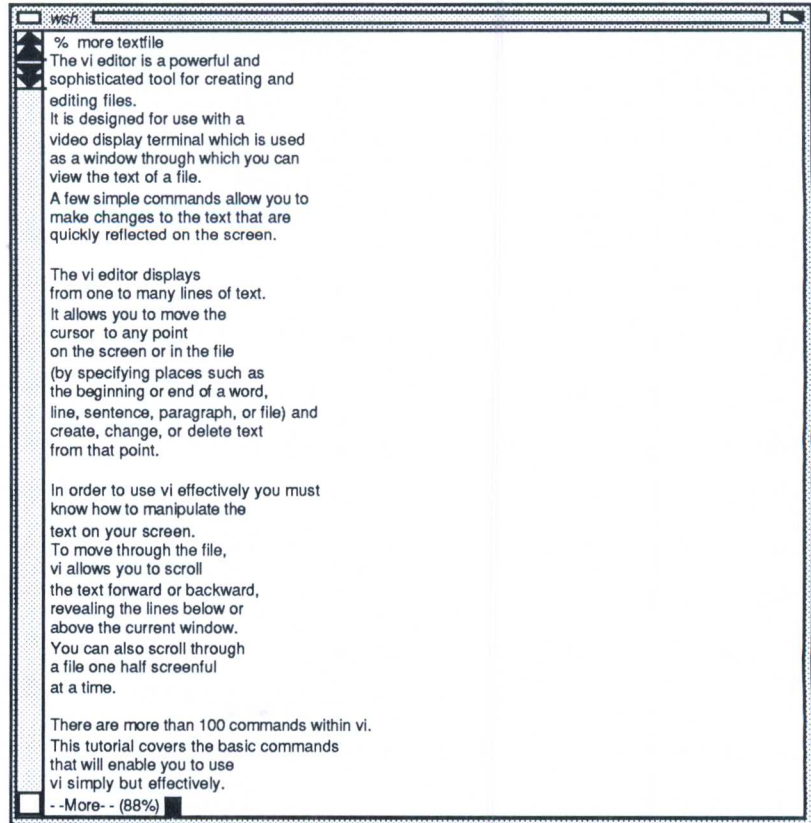 wsh
% more textfile
The vi editor is a powerful and
sophisticated tool for creating and
editing files.
It is designed for use with a
video display terminal which is used
as a window through which you can
view the text of a file.
A few simple commands allow you to
make changes to the text that are
quickly reflected on the screen.

The vi editor displays
from one to many lines of text.
It allows you to move the
cursor to any point
on the screen or in the file
(by specifying places such as
the beginning or end of a word,
line, sentence, paragraph, or file) and
create, change, or delete text
from that point.

In order to use vi effectively you must
know how to manipulate the
text on your screen.
To move through the file,
vi allows you to scroll
the text forward or backward,
revealing the lines below or
above the current window.
You can also scroll through
a file one half screenful
at a time.

There are more than 100 commands within vi.
This tutorial covers the basic commands
that will enable you to use
vi simply but effectively.
- -More- - (88%)